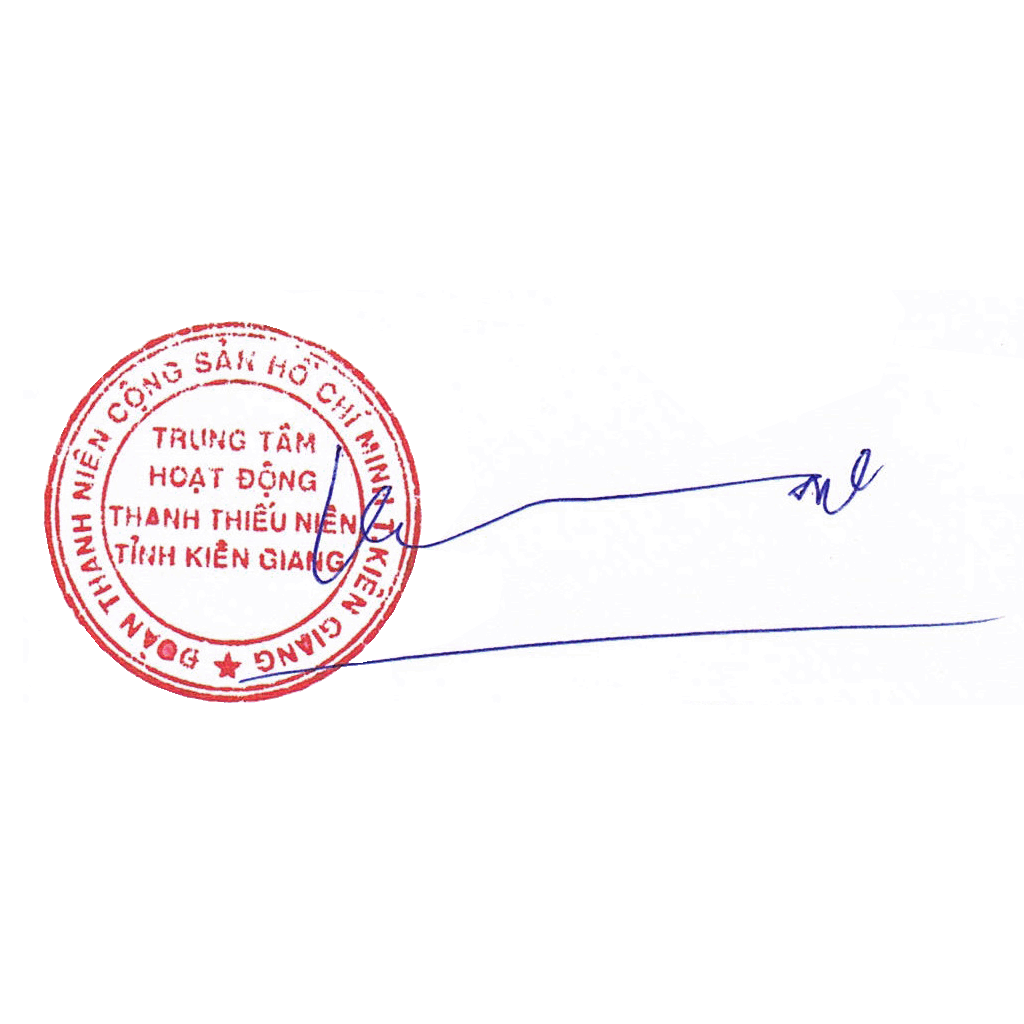 ĐOÀN THANH NIÊN CỘNG SẢN HỒ CHÍ MINH T. KIÊN GIANG
TRUNG TÂM
HOẠT ĐỘNG
THANH THIẾU NIÊN
TỈNH KIÊN GIANG